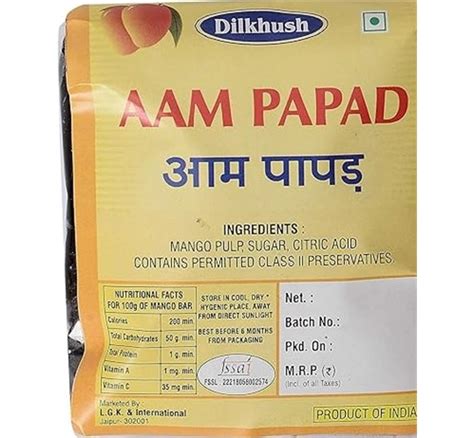 Dilkhush
AAM PAPAD
आम पापड़
INGREDIENTS :
MANGO PULP, SUGAR, CITRIC ACID
CONTAINS PERMITTED CLASS II PRESERVATIVES.
NUTRITIONAL FACTS
FOR 100g OF MANGO BAR
Calories 200 min.
Total Carbohydrates 50 g. min.
Total Protein 1 g. min.
Vitamin A 1 mg. min.
Vitamin C 35 mg. min.
STORE IN COOL, DRY
HYGENIC PLACE, AWAY
FROM DIRECT SUNLIGHT
BEST BEFORE 6 MONTHS
FROM PACKAGING
fssai
FSSL : 22218058002574
Net. :
Batch No.:
Pkd. On :
M.R.P. (₹)
(Incl. of all Taxes)
Marketed By :
L.G.K. & International
Jaipur- 302001
PRODUCT OF INDIA